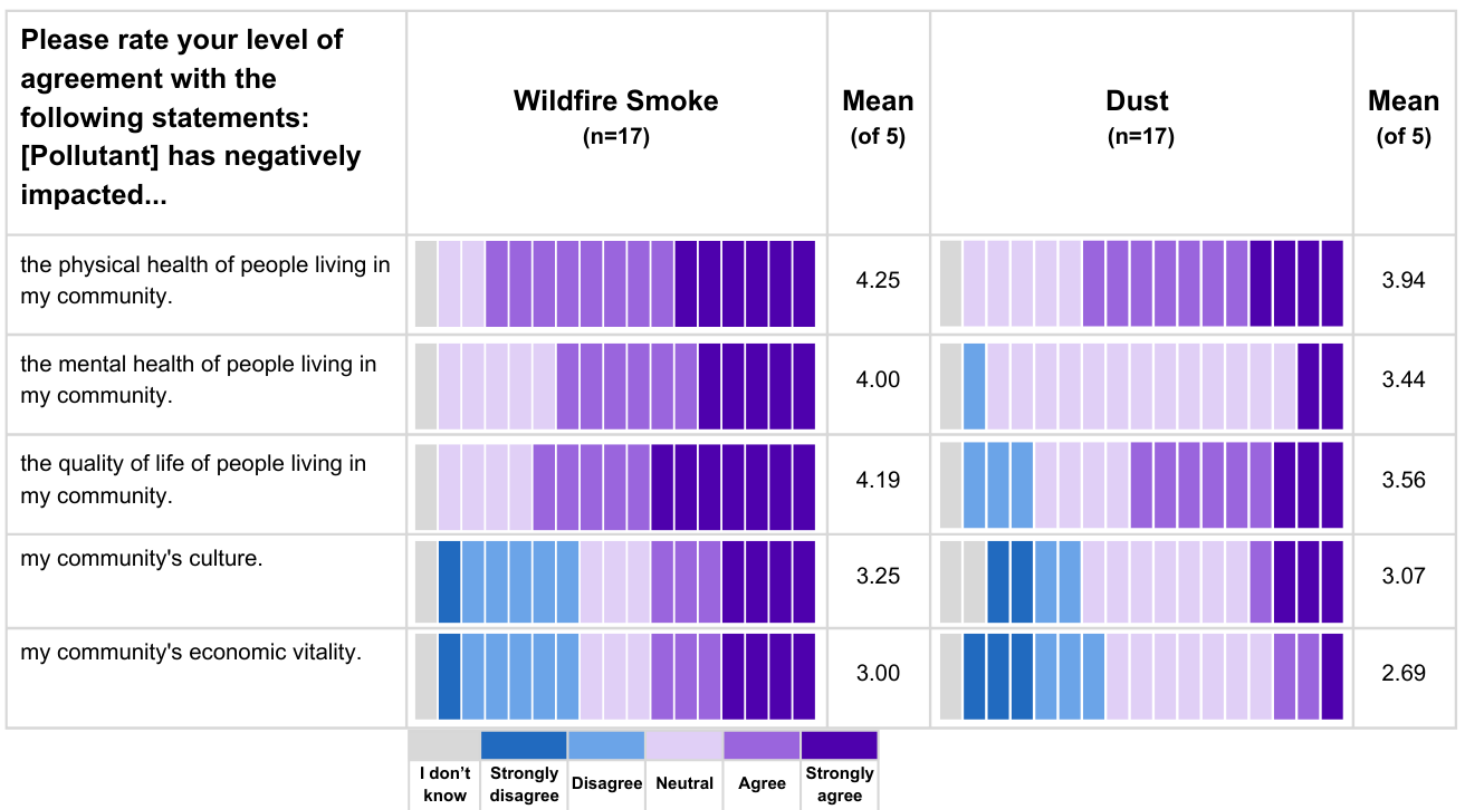 Please rate your level of
agreement with the
following statements:
[Pollutant] has negatively
impacted...
Wildfire Smoke
(n=17)
Mean
(of 5)
Dust
(n=17)
Mean
(of 5)
the physical health of people living in
my community.
4.25
3.94
the mental health of people living in
my community.
4.00
3.44
the quality of life of people living in
my community.
4.19
3.56
my community's culture.
3.25
3.07
my community's economic vitality.
3.00
2.69
I don't
know
Strongly
disagree
Disagree
Neutral
Agree
Strongly
agree